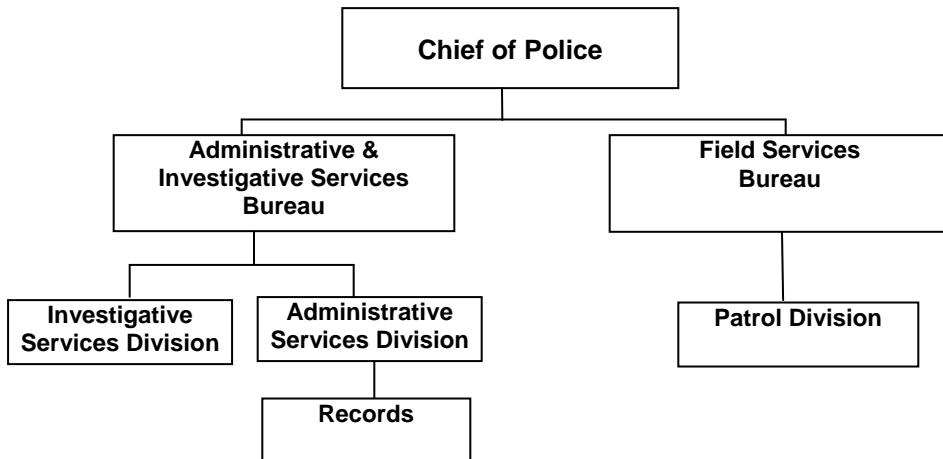 Chief of Police
Administrative &
Investigative Services
Bureau
Field Services
Bureau
Investigative
Services Division
Administrative
Services Division
Patrol Division
Records